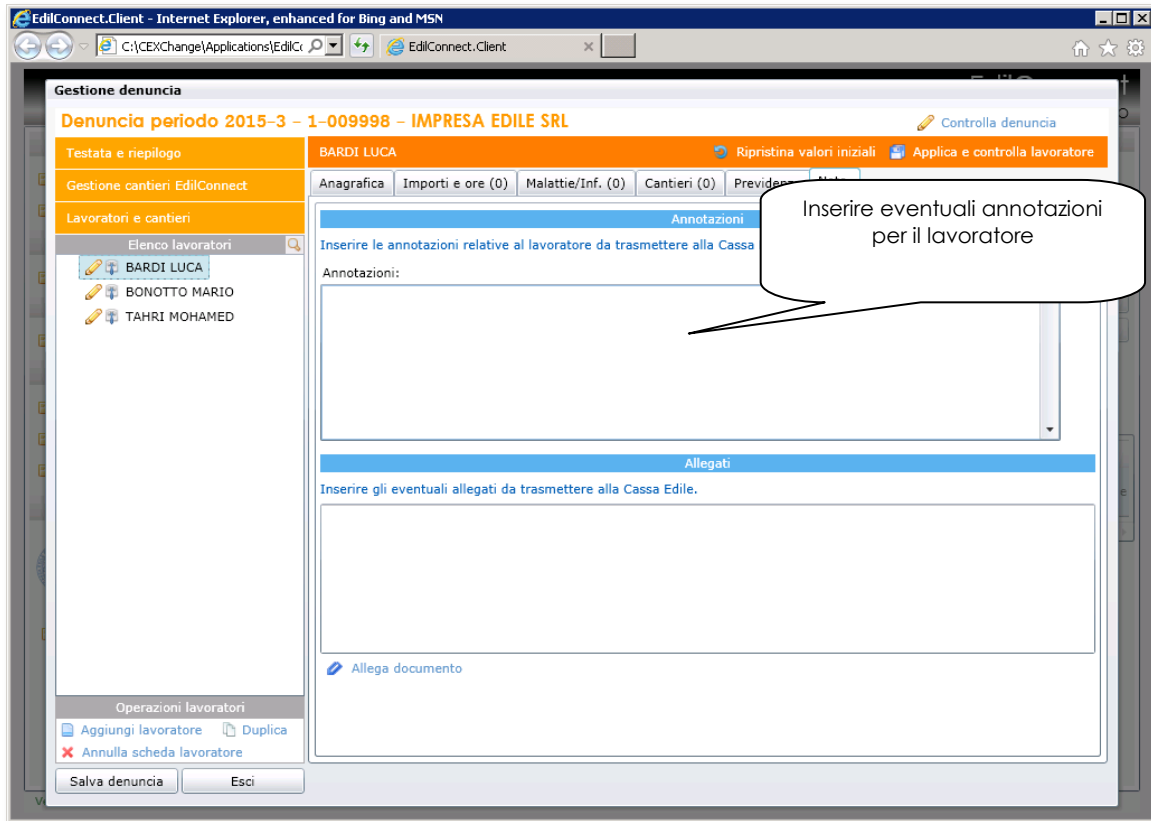 EdilConnect.Client - Internet Explorer, enhanced for Bing and MSN
C:\CEXChange\Applications\EdilCo
EdilConnect.Client
Gestione denuncia
Denuncia periodo 2015-3 - 1-009998 - IMPRESA EDILE SRL
Controlla denuncia
Testata e riepilogo
Gestione cantieri EdilConnect
Lavoratori e cantieri
Elenco lavoratori
BARDI LUCA
BONOTTO MARIO
TAHRI MOHAMED
Operazioni lavoratori
Aggiungi lavoratore Duplica
Annulla scheda lavoratore
Salva denuncia Esci
BARDI LUCA Ripristina valori iniziali Applica e controlla lavoratore
Anagrafica Importi e ore (0) Malattie/Inf. (0) Cantieri (0)
Annotazioni
Inserire le annotazioni relative al lavoratore da trasmettere alla Cassa
Annotazioni:
Inserire eventuali annotazioni
per il lavoratore
Allegati
Inserire gli eventuali allegati da trasmettere alla Cassa Edile.
Allega documento